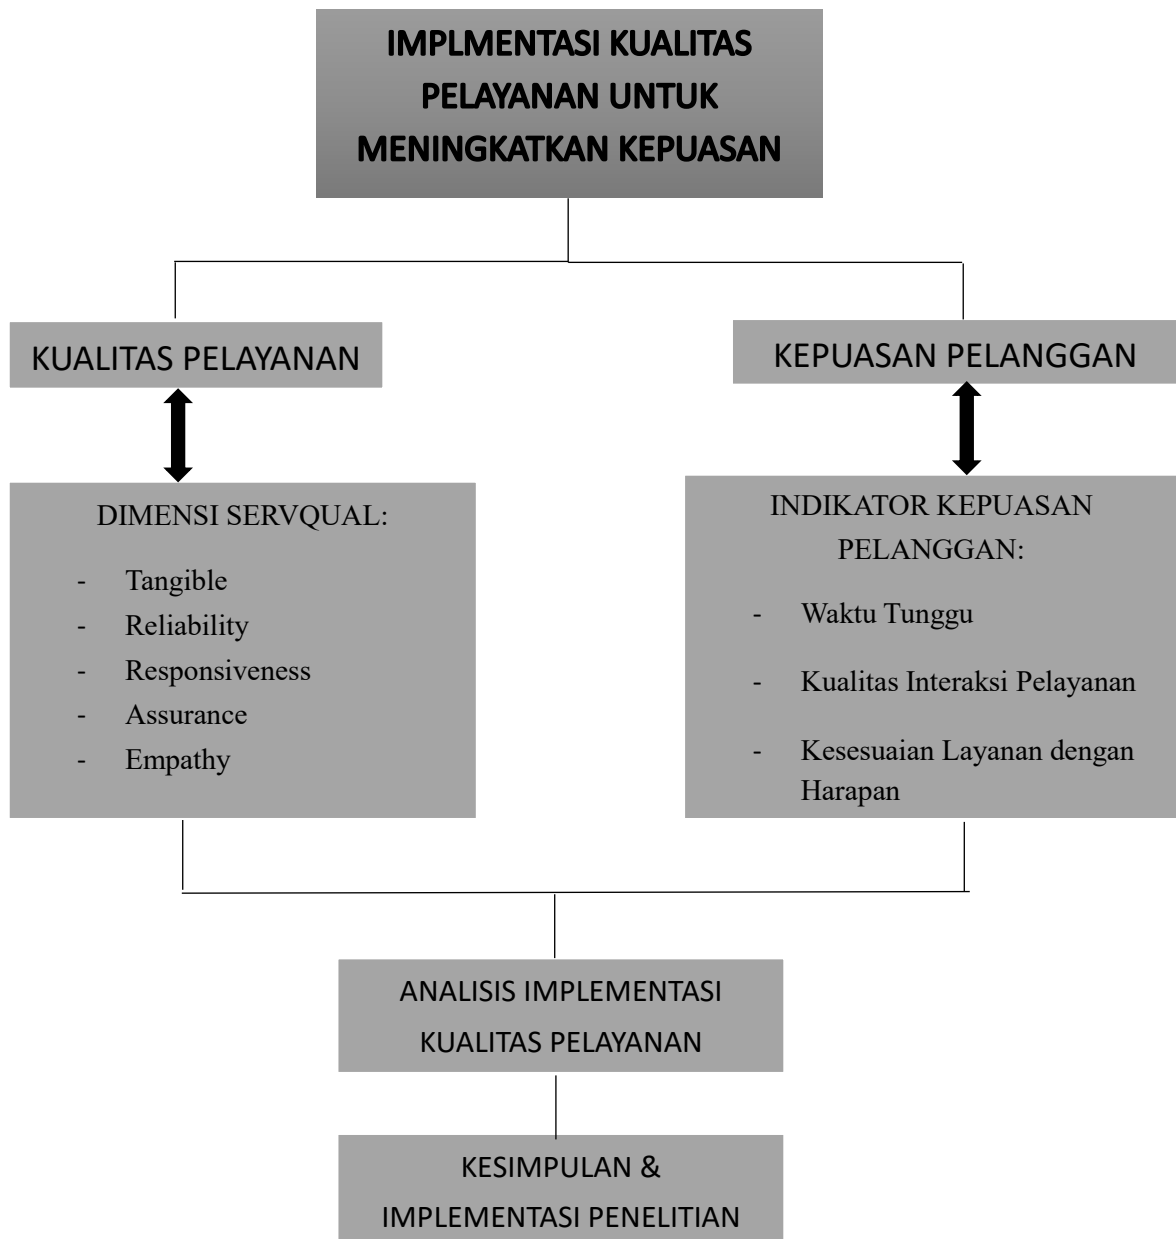 IMPLMENTASI KUALITAS
PELAYANAN UNTUK
MENINGKATKAN KEPUASAN
KUALITAS PELAYANAN
KEPUASAN PELANGGAN
DIMENSI SERVQUAL:
- Tangible
- Reliability
- Responsiveness
- Assurance
- Empathy
INDIKATOR KEPUASAN
PELANGGAN:
- Waktu Tunggu
- Kualitas Interaksi Pelayanan
- Kesesuaian Layanan dengan
Harapan
ANALISIS IMPLEMENTASI
KUALITAS PELAYANAN
KESIMPULAN &
IMPLEMENTASI PENELITIAN